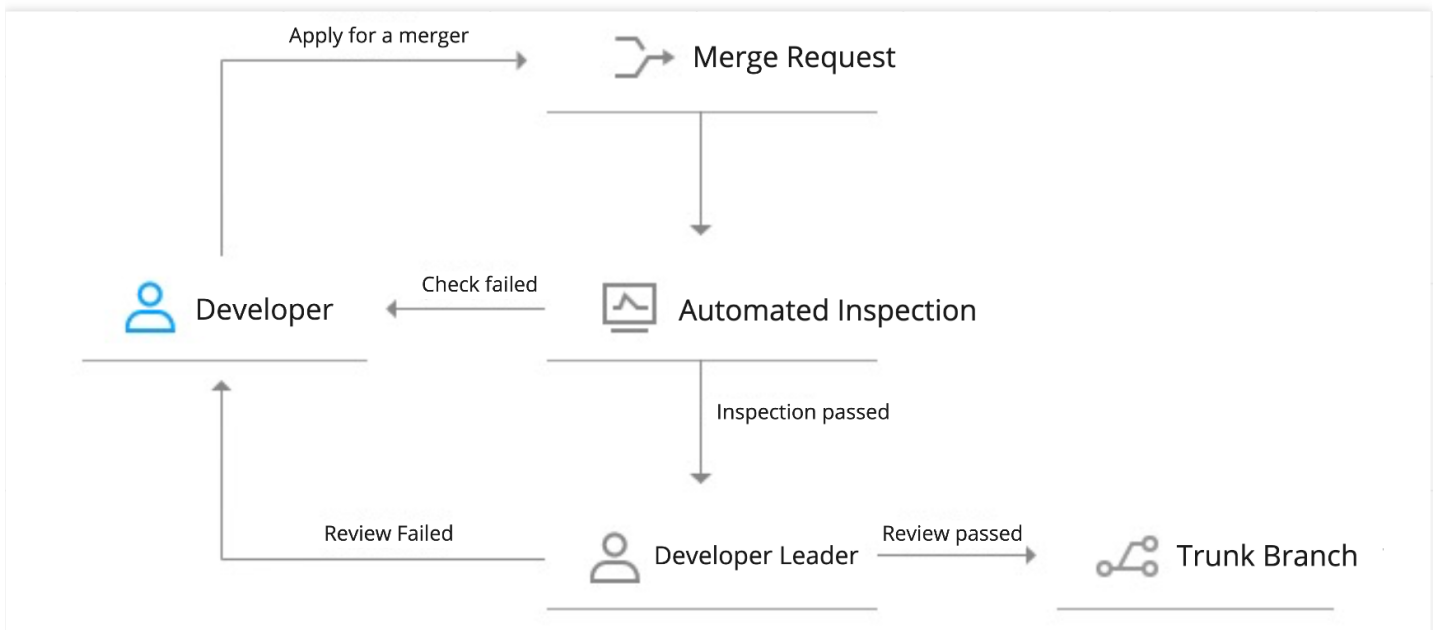 Apply for a merger
Merge Request
Check failed
Developer
Automated Inspection
Inspection passed
Review Failed
Developer Leader
Review passed
Trunk Branch